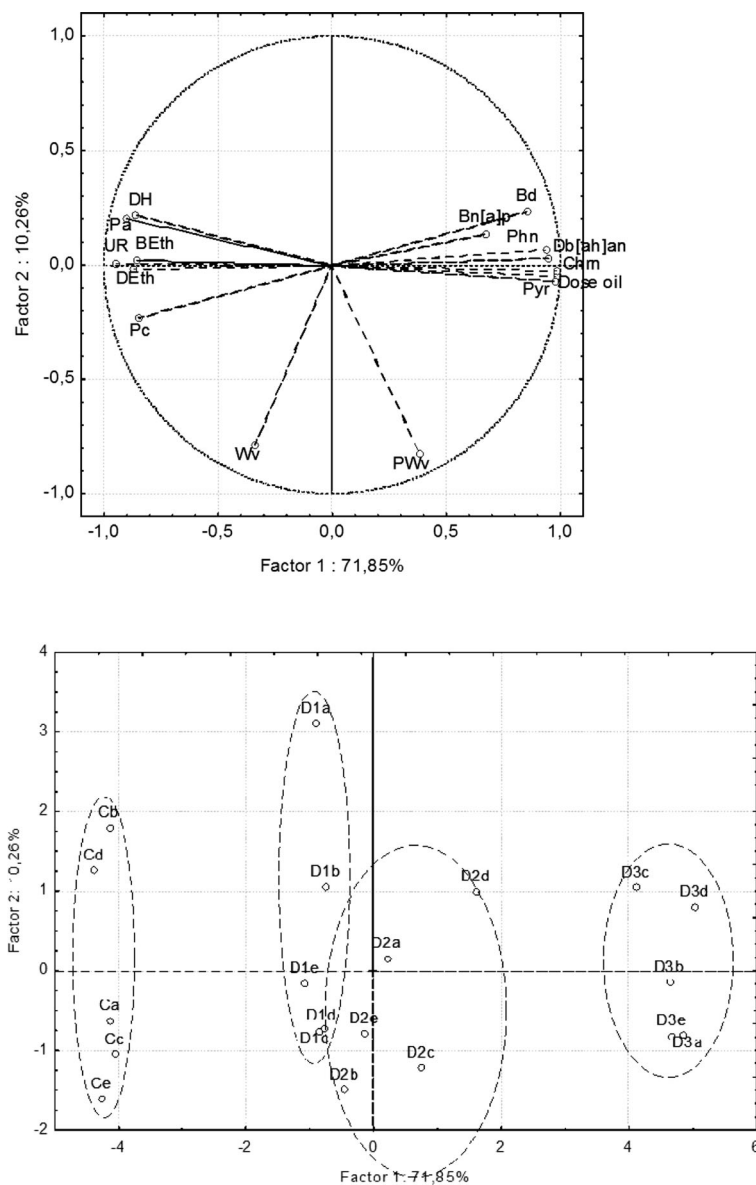 1,0
0,5
0,0
-0,5
-1,0
Factor 2 : 10,26%
DH
Pa
UR
BEth
DEth
Pc
Wv
PWv
Bd
Bn[a]p
Phn
Db[ah]an
Chrn
Dose oil
Pyr
-1,0 -0,5 0,0 0,5 1,0
Factor 1 : 71,85%
4
3
2
1
0
-1
-2
Factor 2: 10,26%
D1a
Cb
Cd
D1b
D2d
D3c
D3d
D2a
D1e
D3b
Ca
D1d
D1c
D2e
D3e
D3a
Cc
D2c
Ce
D2b
-4 -2 0 2 4 6
Factor 1: 71,85%